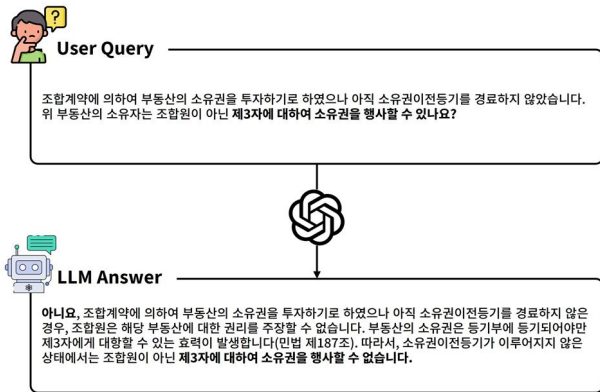 User Query
조합계약에 의하여 부동산의 소유권을 투자하기로 하였으나 아직 소유권이전등기를 경료하지 않았습니다.
위 부동산의 소유자는 조합원이 아닌 제3자에 대하여 소유권을 행사할 수 있나요?
LLM Answer
아니요, 조합계약에 의하여 부동산의 소유권을 투자하기로 하였으나 아직 소유권이전등기를 경료하지 않은
경우, 조합원은 해당 부동산에 대한 권리를 주장할 수 없습니다. 부동산의 소유권은 등기부에 등기되어야만
제3자에게 대항할 수 있는 효력이 발생합니다(민법 제187조). 따라서, 소유권이전등기가 이루어지지 않은
상태에서는 조합원이 아닌 제3자에 대하여 소유권을 행사할 수 없습니다.